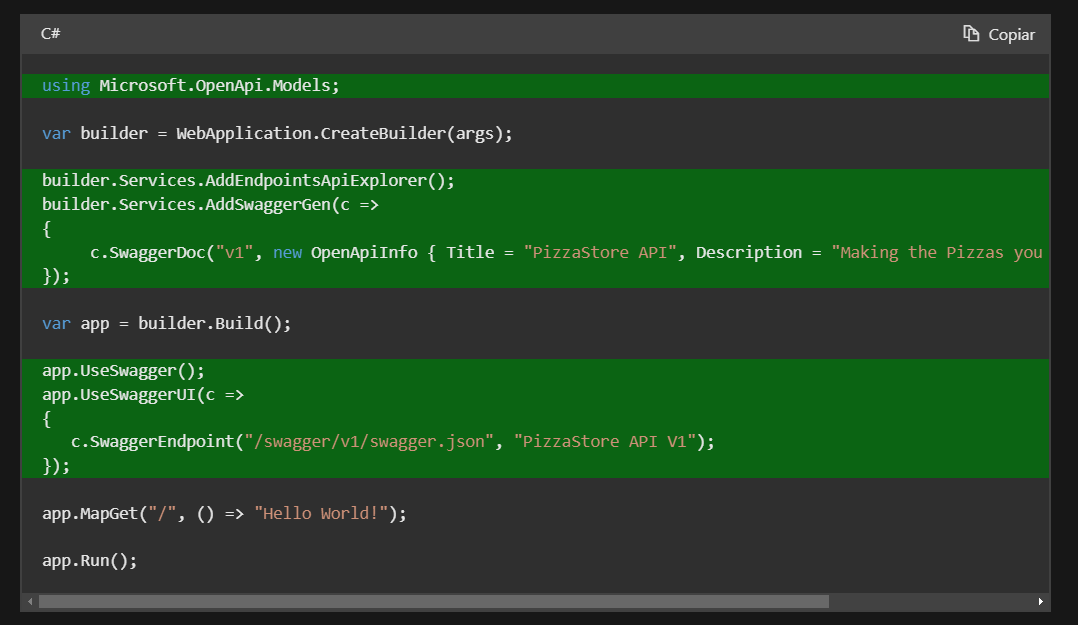 C#
Copiar
using Microsoft.OpenApi.Models;
var builder = WebApplication.CreateBuilder(args);
builder.Services.AddEndpointsApiExplorer();
builder.Services.AddSwaggerGen(c =>
{
     c.SwaggerDoc("v1", new OpenApiInfo { Title = "PizzaStore API", Description = "Making the Pizzas you
});
var app = builder.Build();
app.UseSwagger();
app.UseSwaggerUI(c =>
{
   c.SwaggerEndpoint("/swagger/v1/swagger.json", "PizzaStore API V1");
});
app.MapGet("/", () => "Hello World!");
app.Run();